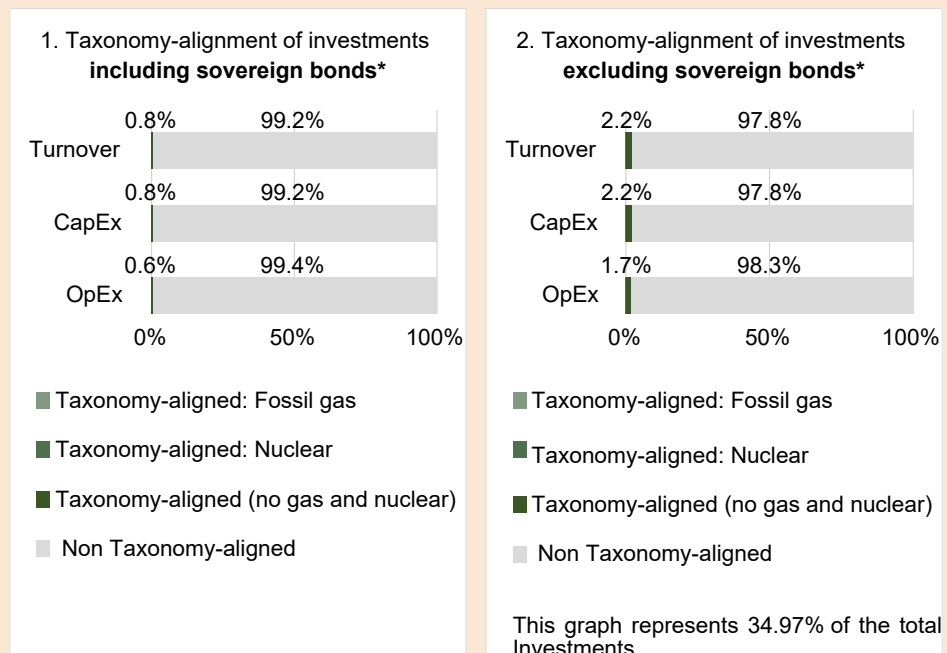 1. Taxonomy-alignment of investments
including sovereign bonds*
0.8% 99.2%
Turnover
0.8% 99.2%
CapEx
0.6% 99.4%
OpEx
0% 50% 100%
Taxonomy-aligned: Fossil gas
Taxonomy-aligned: Nuclear
Taxonomy-aligned (no gas and nuclear)
Non Taxonomy-aligned
2. Taxonomy-alignment of investments
excluding sovereign bonds*
2.2% 97.8%
Turnover
2.2% 97.8%
CapEx
1.7% 98.3%
OpEx
0% 50% 100%
Taxonomy-aligned: Fossil gas
Taxonomy-aligned: Nuclear
Taxonomy-aligned (no gas and nuclear)
Non Taxonomy-aligned
This graph represents 34.97% of the total
Investments